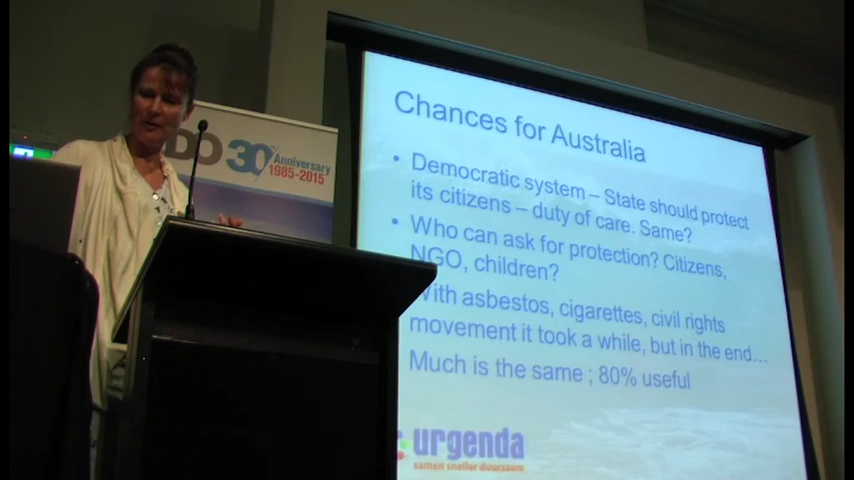 DO 30
Anniversary
1985-2015
Chances for Australia
• Democratic system – State should protect
its citizens – duty of care. Same?
• Who can ask for protection? Citizens,
NGO, children?
With asbestos, cigarettes, civil rights
movement it took a while, but in the end...
Much is the same ; 80% useful
urgenda
samen sneller duurzaam